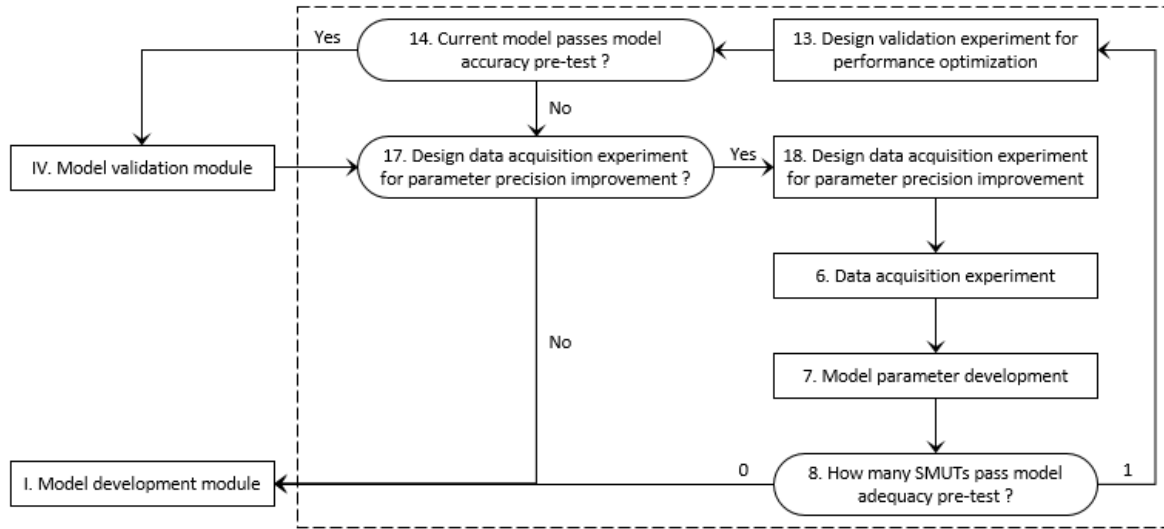 Yes
14. Current model passes model
accuracy pre-test ?
13. Design validation experiment for
performance optimization
No
IV. Model validation module
17. Design data acquisition experiment
for parameter precision improvement ?
Yes
18. Design data acquisition experiment
for parameter precision improvement
6. Data acquisition experiment
No
7. Model parameter development
I. Model development module
0
8. How many SMUTs pass model
adequacy pre-test ?
1